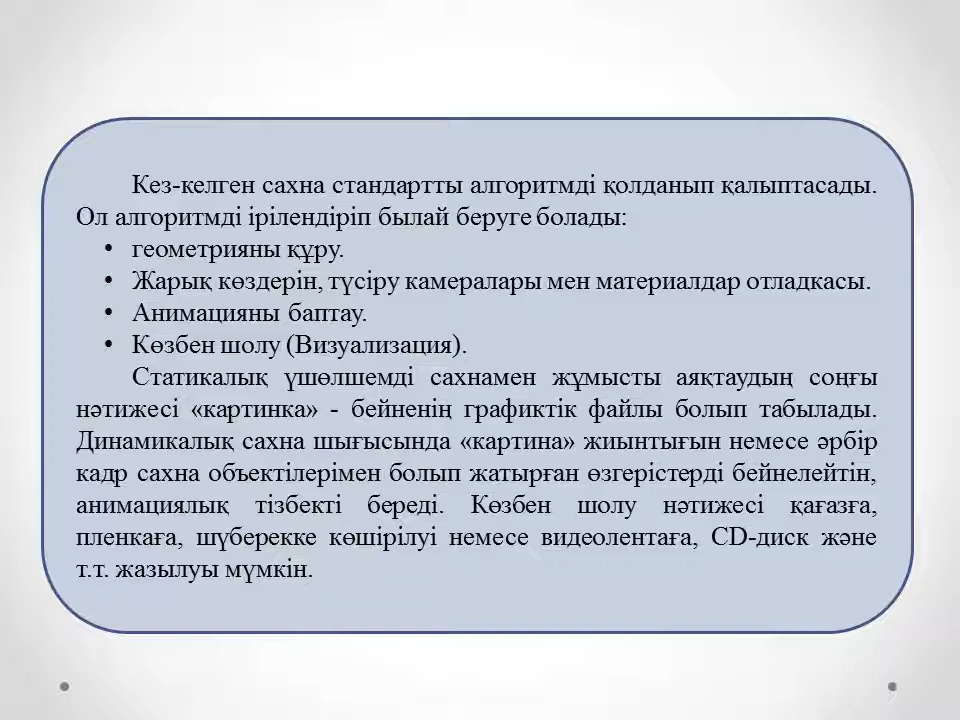 Кез-келген сахна стандартты алгоритмді қолданып қалыптасады.
Ол алгоритмді ірілендіріп былай беруге болады:
• геометрияны құру.
• Жарық көздерін, түсіру камералары мен материалдар отладкасы.
• Анимацияны баптау.
• Көзбен шолу (Визуализация).
Статикалық үшөлшемді сахнамен жұмысты аяқтаудың соңғы
нәтижесі «картинка» - бейненің графиктік файлы болып табылады.
Динамикалық сахна шығысында «картина» жиынтығын немесе әрбір
кадр сахна объектілерімен болып жатырған өзгерістерді бейнелейтін,
анимациялық тізбекті береді. Көзбен шолу нәтижесі қағазға,
пленкаға, шүберекке көшірілуі немесе видеолентаға, CD-диск және
т.т. жазылуы мүмкін.